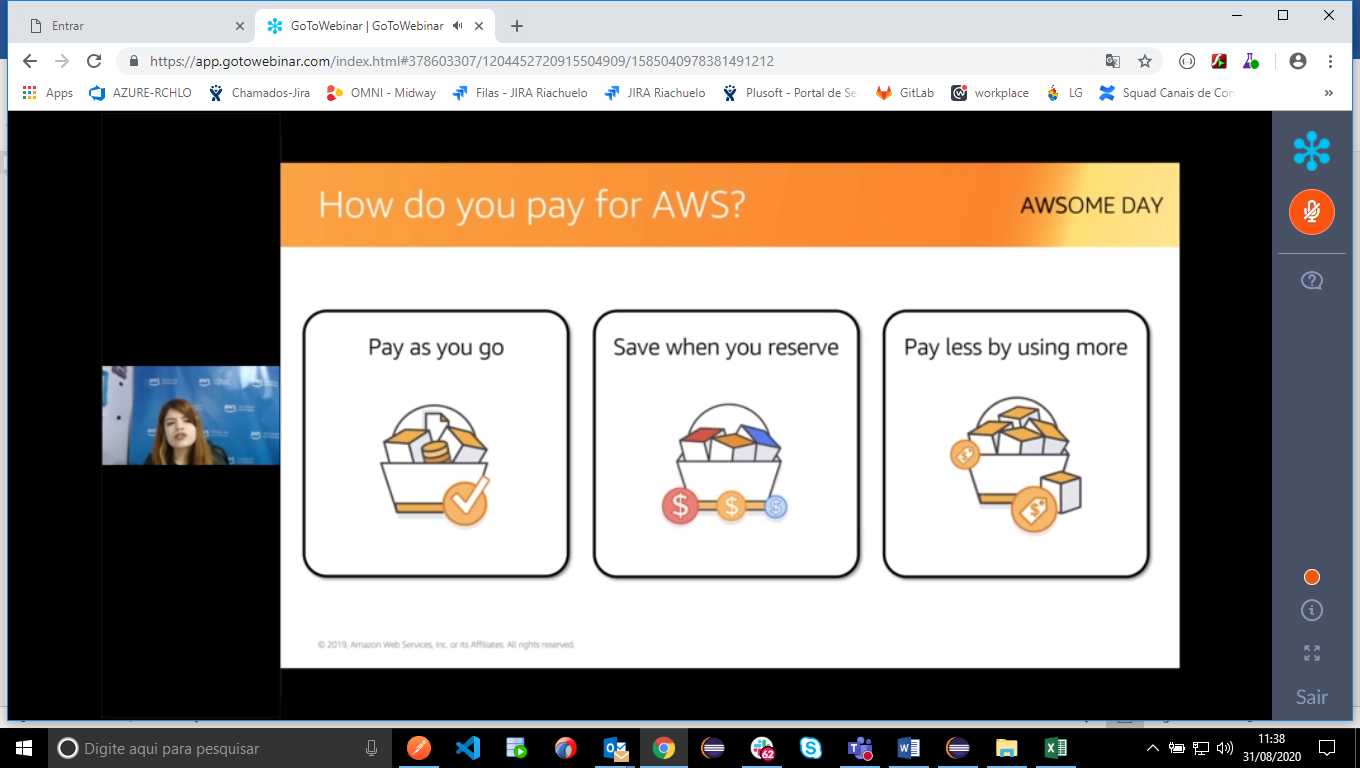 Entrar
GoToWebinar | GoToWebinar
https://app.gotowebinar.com/index.html#378603307/1204452720915504909/1585040978381491212
Apps
AZURE-RCHLO
Chamados-Jira
OMNI - Midway
Filas - JIRA Riachuelo
JIRA Riachuelo
Plusoft - Portal de Se
GitLab
workplace
LG
Squad Canais de Con
»
How do you pay for AWS?
AWSOME DAY
Pay as you go
Save when you reserve
Pay less by using more
© 2019, Amazon Web Services, Inc. or its Affiliates. All rights reserved.
Sair
Digite aqui para pesquisar
62
11:38
31/08/2020